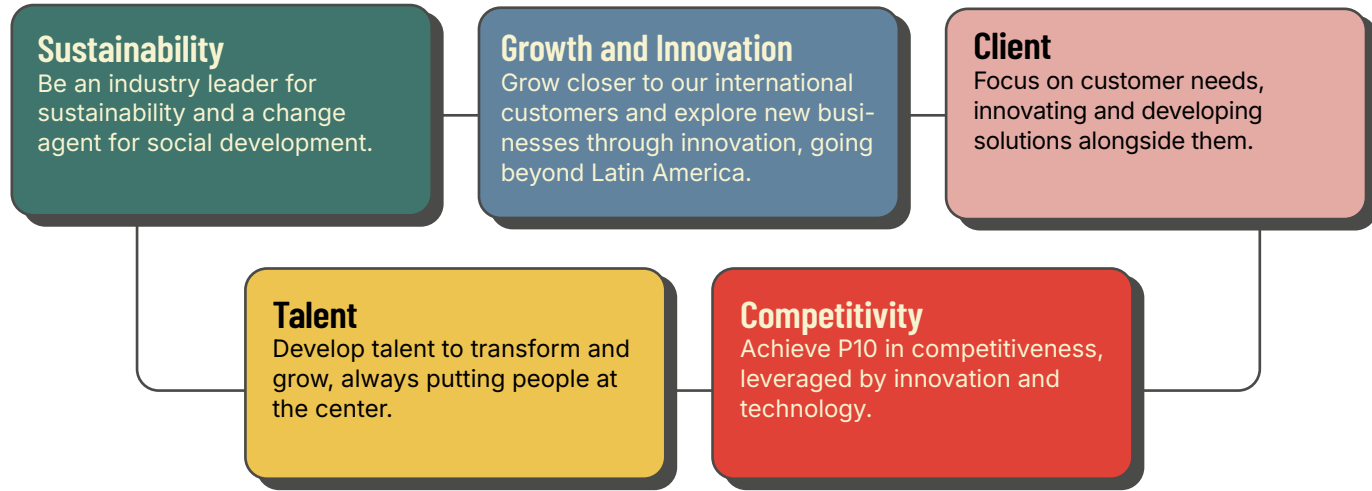 Sustainability
Be an industry leader for
sustainability and a change
agent for social development.
Growth and Innovation
Grow closer to our international
customers and explore new busi-
nesses through innovation, going
beyond Latin America.
Client
Focus on customer needs,
innovating and developing
solutions alongside them.
Talent
Develop talent to transform and
grow, always putting people at
the center.
Competitivity
Achieve P10 in competitiveness,
leveraged by innovation and
technology.